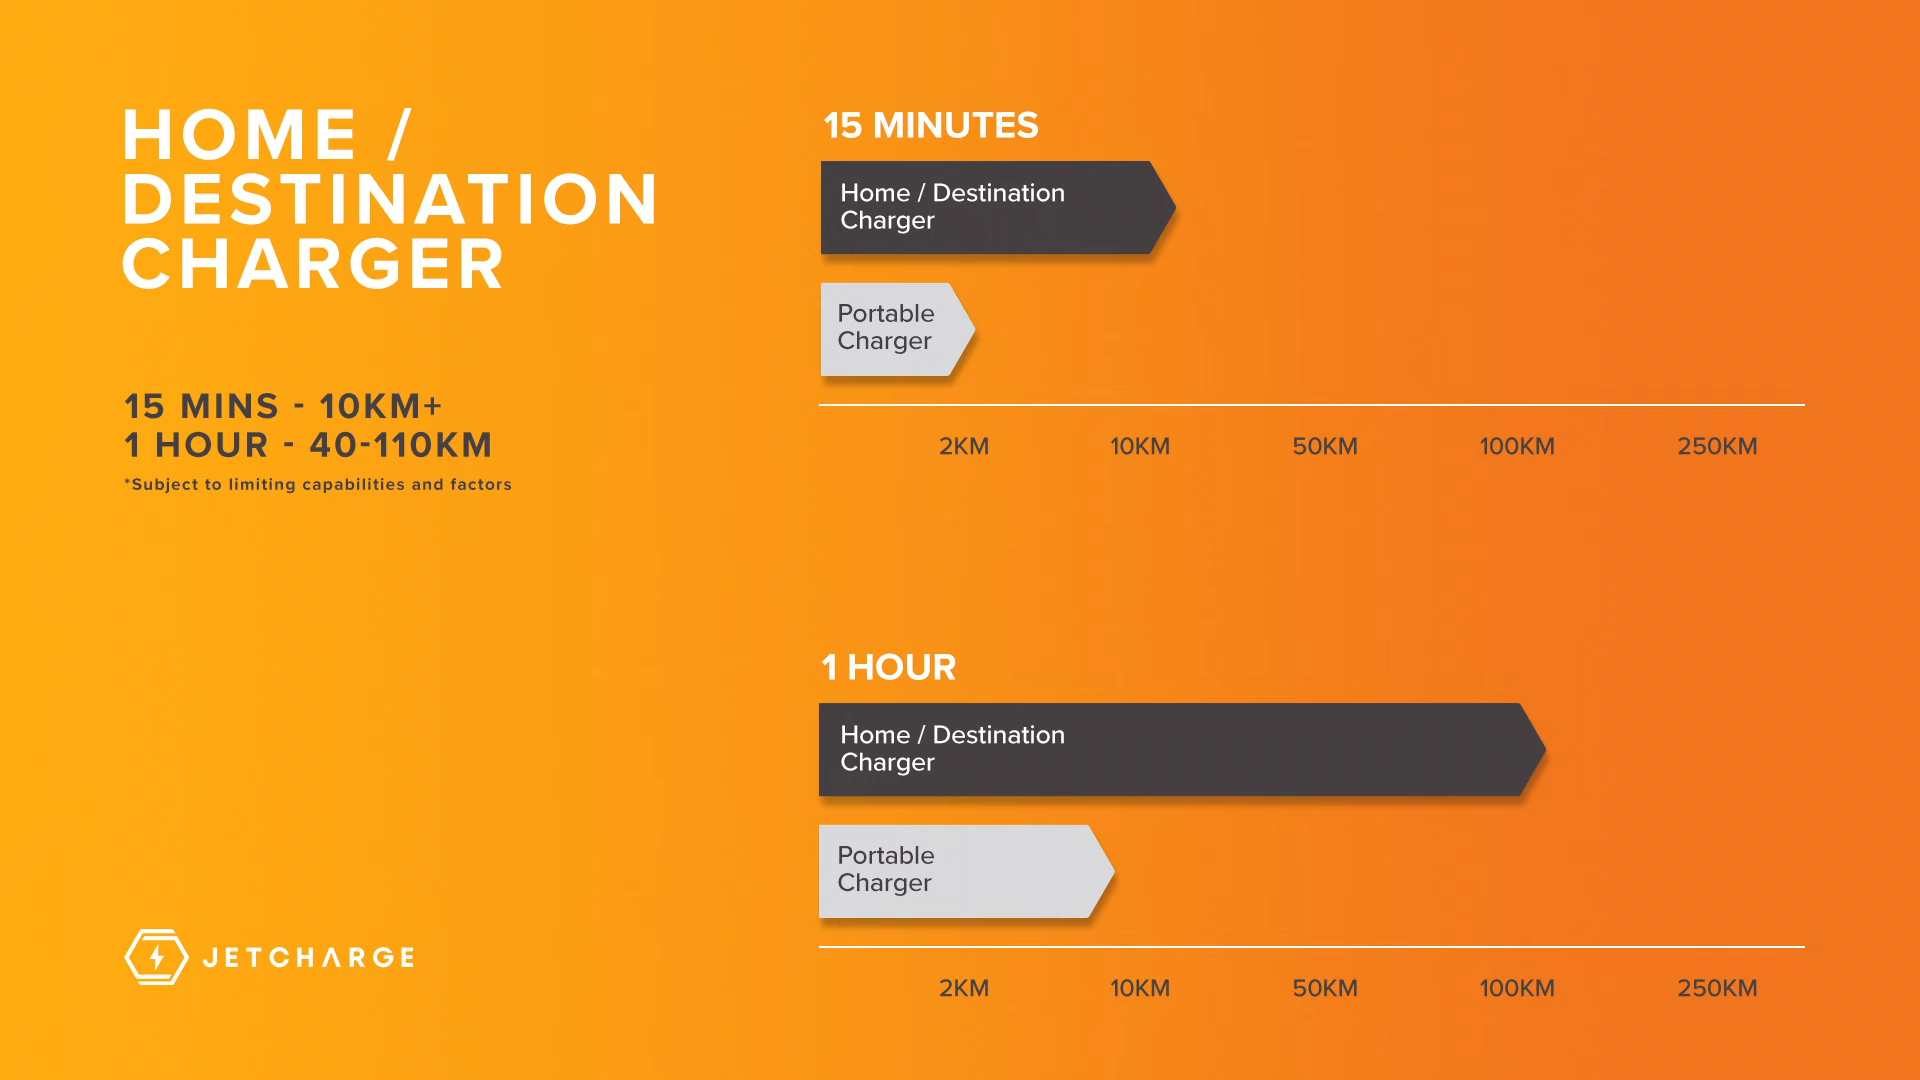 HOME /
DESTINATION
CHARGER
15 MINS - 10KM+
1 HOUR - 40-110KM
*Subject to limiting capabilities and factors
JETCHARGE
15 MINUTES
Home / Destination
Charger
Portable
Charger
2KM 10KM 50KM 100KM 250KM
1 HOUR
Home / Destination
Charger
Portable
Charger
2KM 10KM 50KM 100KM 250KM